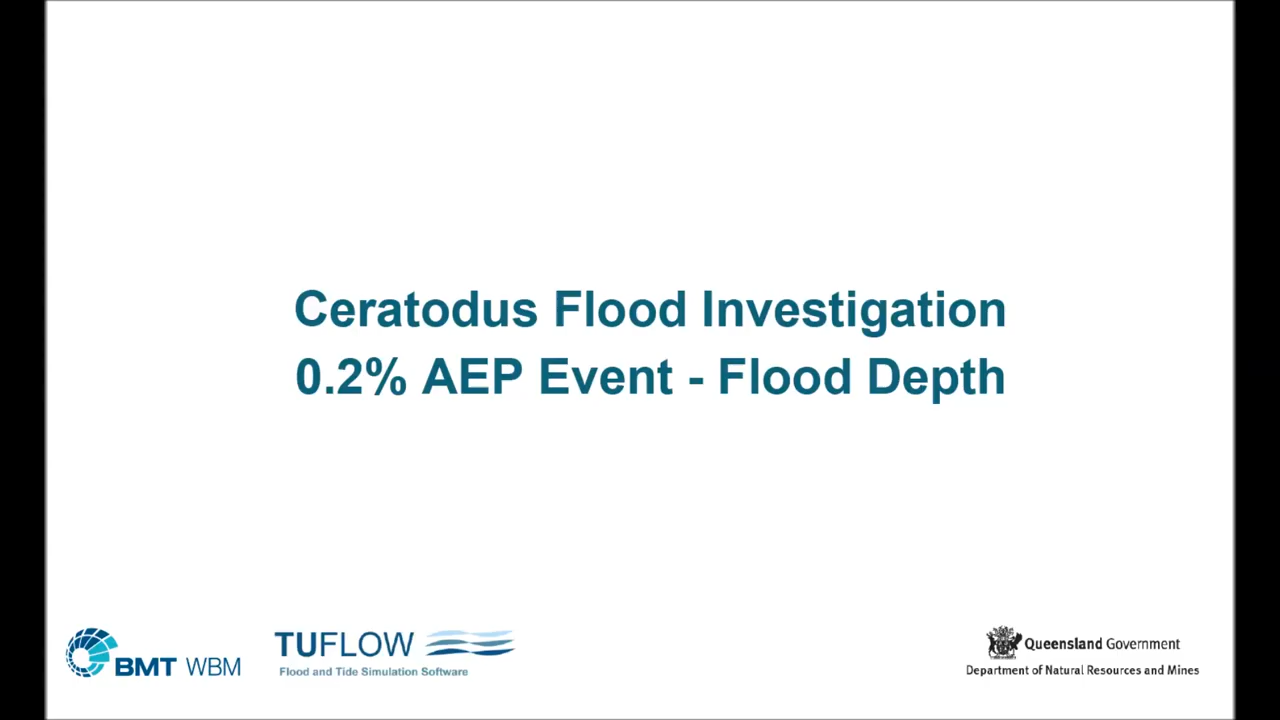 Ceratodus Flood Investigation
0.2% AEP Event - Flood Depth
BMT WBM
TUFLOW
Flood and Tide Simulation Software
Queensland Government
Department of Natural Resources and Mines